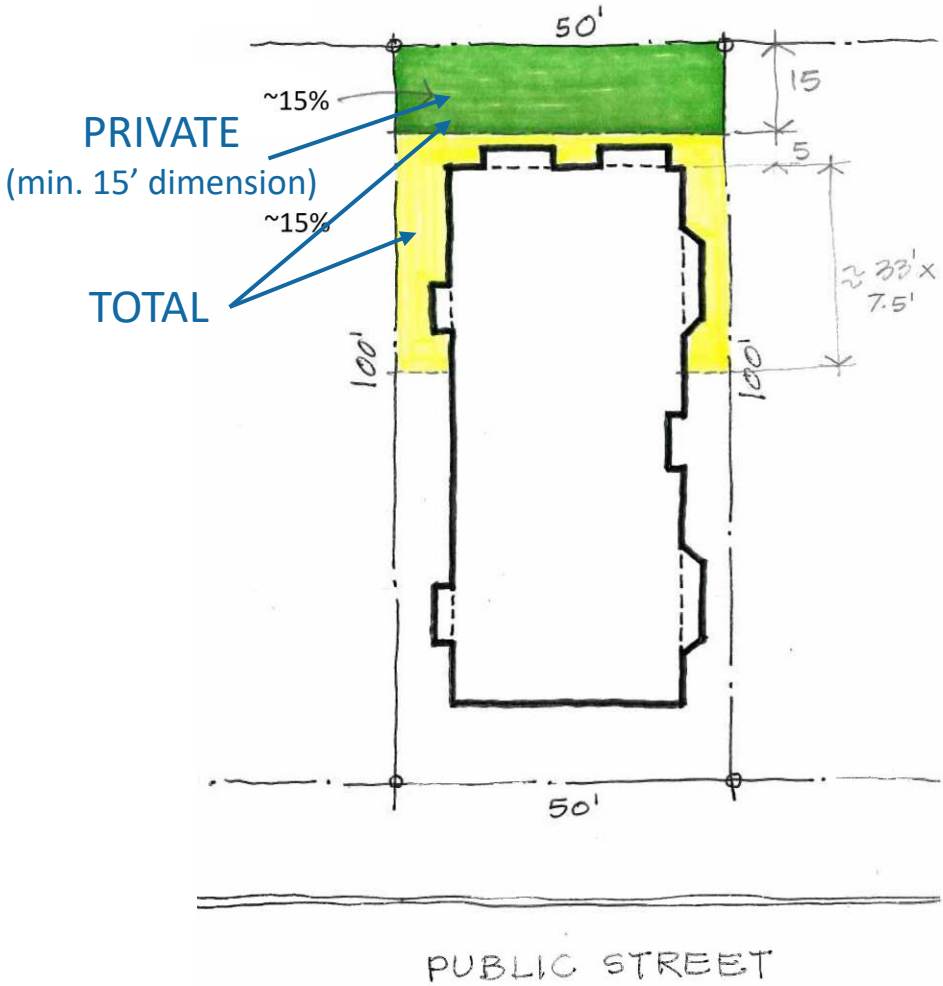 50'
15
~15%
PRIVATE
(min. 15' dimension)
5
~15%
≈ 33' x
7.5'
TOTAL
100'
100'
50'
PUBLIC STREET